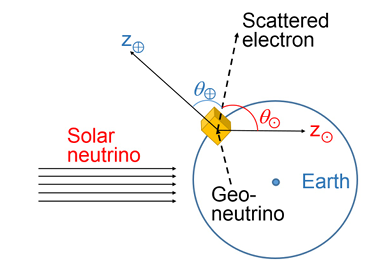 Scattered
electron
z⊕
θ⊕
θ⊙
z⊙
Solar
neutrino
Geo-
neutrino
Earth